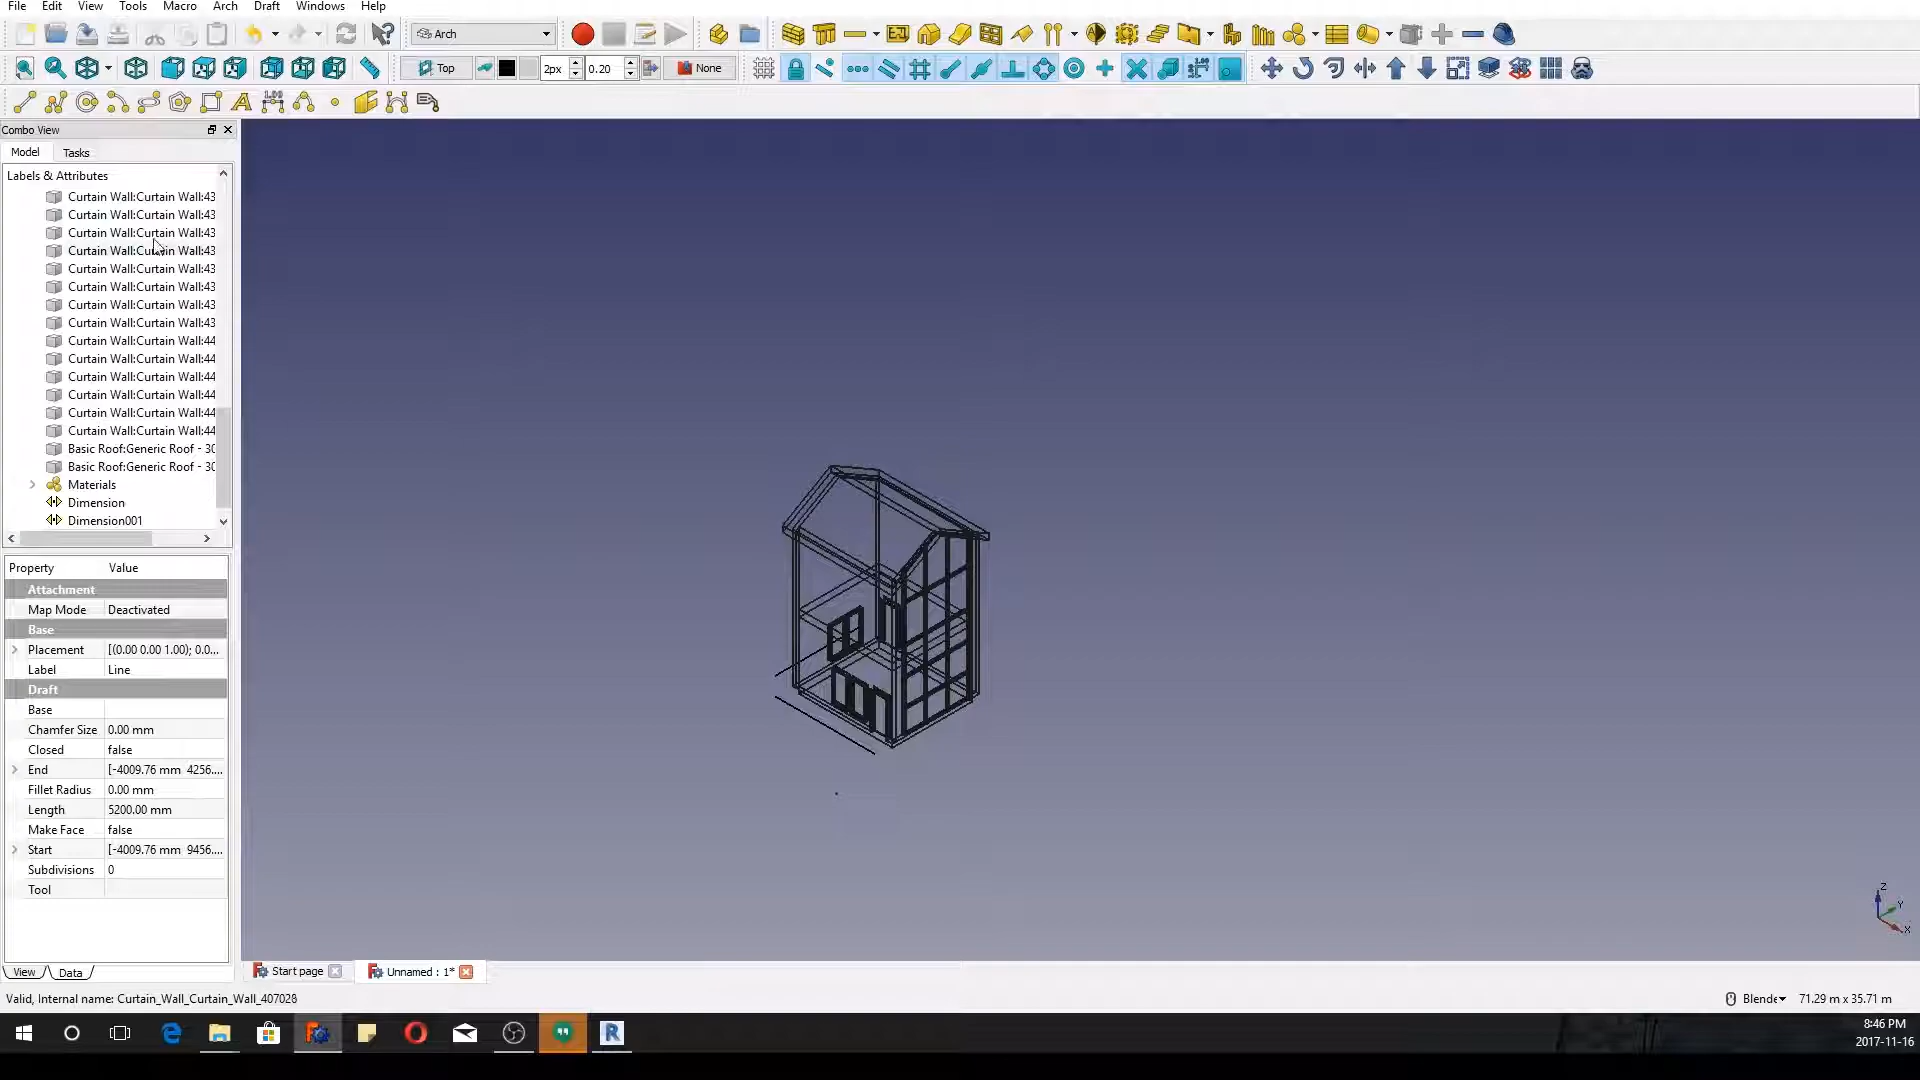 File Edit View Tools Macro Arch Draft Windows Help
Arch
Top 2px 0.20 None
Combo View
Model Tasks
Labels & Attributes
Curtain Wall:Curtain Wall:43
Curtain Wall:Curtain Wall:43
Curtain Wall:Curtain Wall:43
Curtain Wall:Curtain Wall:43
Curtain Wall:Curtain Wall:43
Curtain Wall:Curtain Wall:43
Curtain Wall:Curtain Wall:43
Curtain Wall:Curtain Wall:43
Curtain Wall:Curtain Wall:44
Curtain Wall:Curtain Wall:44
Curtain Wall:Curtain Wall:44
Curtain Wall:Curtain Wall:44
Curtain Wall:Curtain Wall:44
Curtain Wall:Curtain Wall:44
Basic Roof:Generic Roof - 30
Basic Roof:Generic Roof - 30
Materials
Dimension
Dimension001
Property Value
Attachment
Map Mode Deactivated
Base
Placement [(0.00 0.00 1.00); 0.0...
Label Line
Draft
Base
Chamfer Size 0.00 mm
Closed false
End [-4009.76 mm 4256....
Fillet Radius 0.00 mm
Length 5200.00 mm
Make Face false
Start [-4009.76 mm 9456....
Subdivisions 0
Tool
View Data
Start page Unnamed : 1*
Z
Y
X
Valid, Internal name: Curtain_Wall_Curtain_Wall_407028 Blende 71.29 m x 35.71 m
8:46 PM
2017-11-16